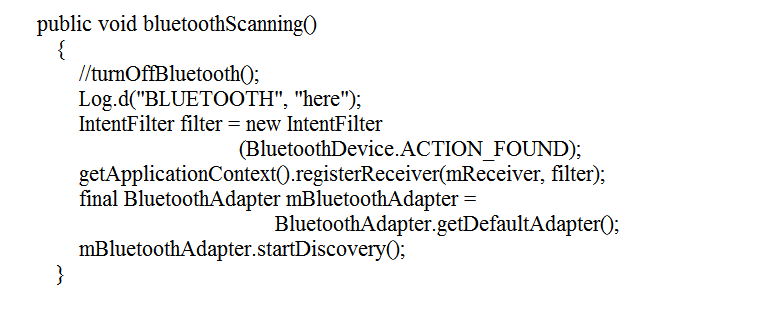 public void bluetoothScanning()
{
//turnOffBluetooth();
Log.d("BLUETOOTH", "here");
IntentFilter filter = new IntentFilter
(BluetoothDevice.ACTION_FOUND);
getApplicationContext().registerReceiver(mReceiver, filter);
final BluetoothAdapter mBluetoothAdapter =
BluetoothAdapter.getDefaultAdapter();
mBluetoothAdapter.startDiscovery();
}